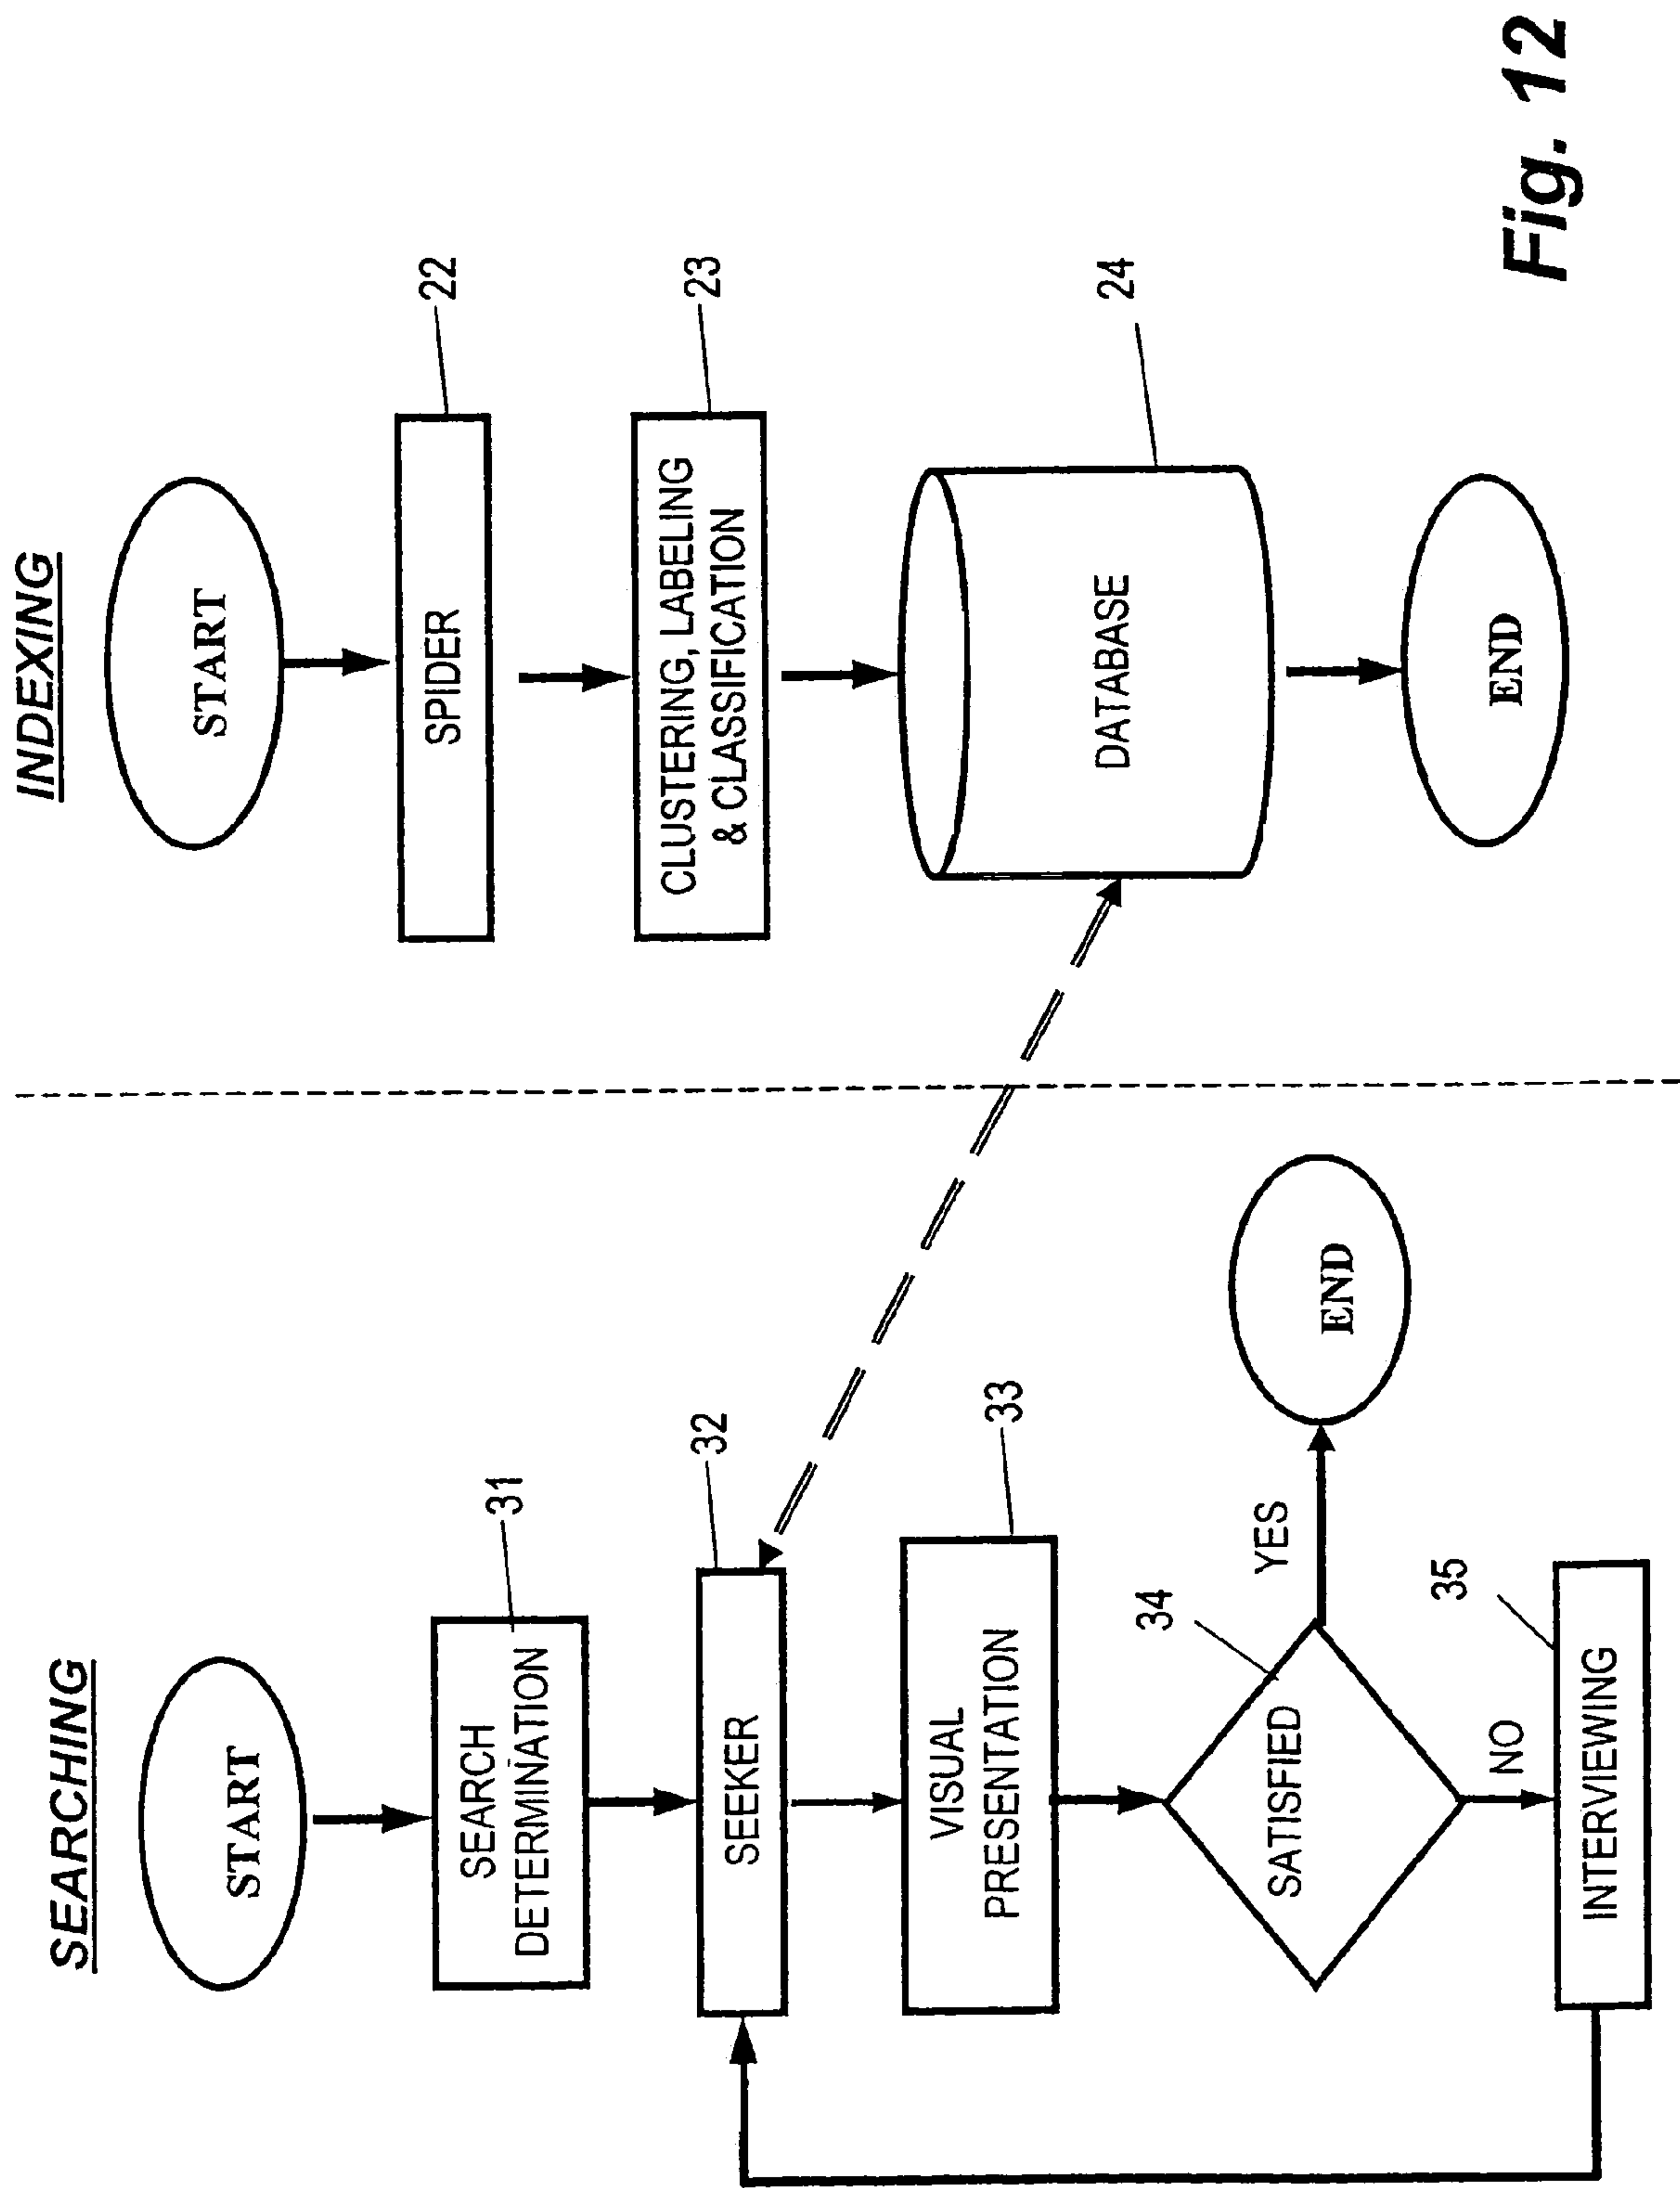 SEARCHING
START
SEARCH
DETERMINATION
31
SEEKER
32
VISUAL
PRESENTATION
33
SATISFIED
34
YES
END
NO
INTERVIEWING
35
INDEXING
START
SPIDER
22
CLUSTERING, LABELING
& CLASSIFICATION
23
DATABASE
24
END
Fig. 12